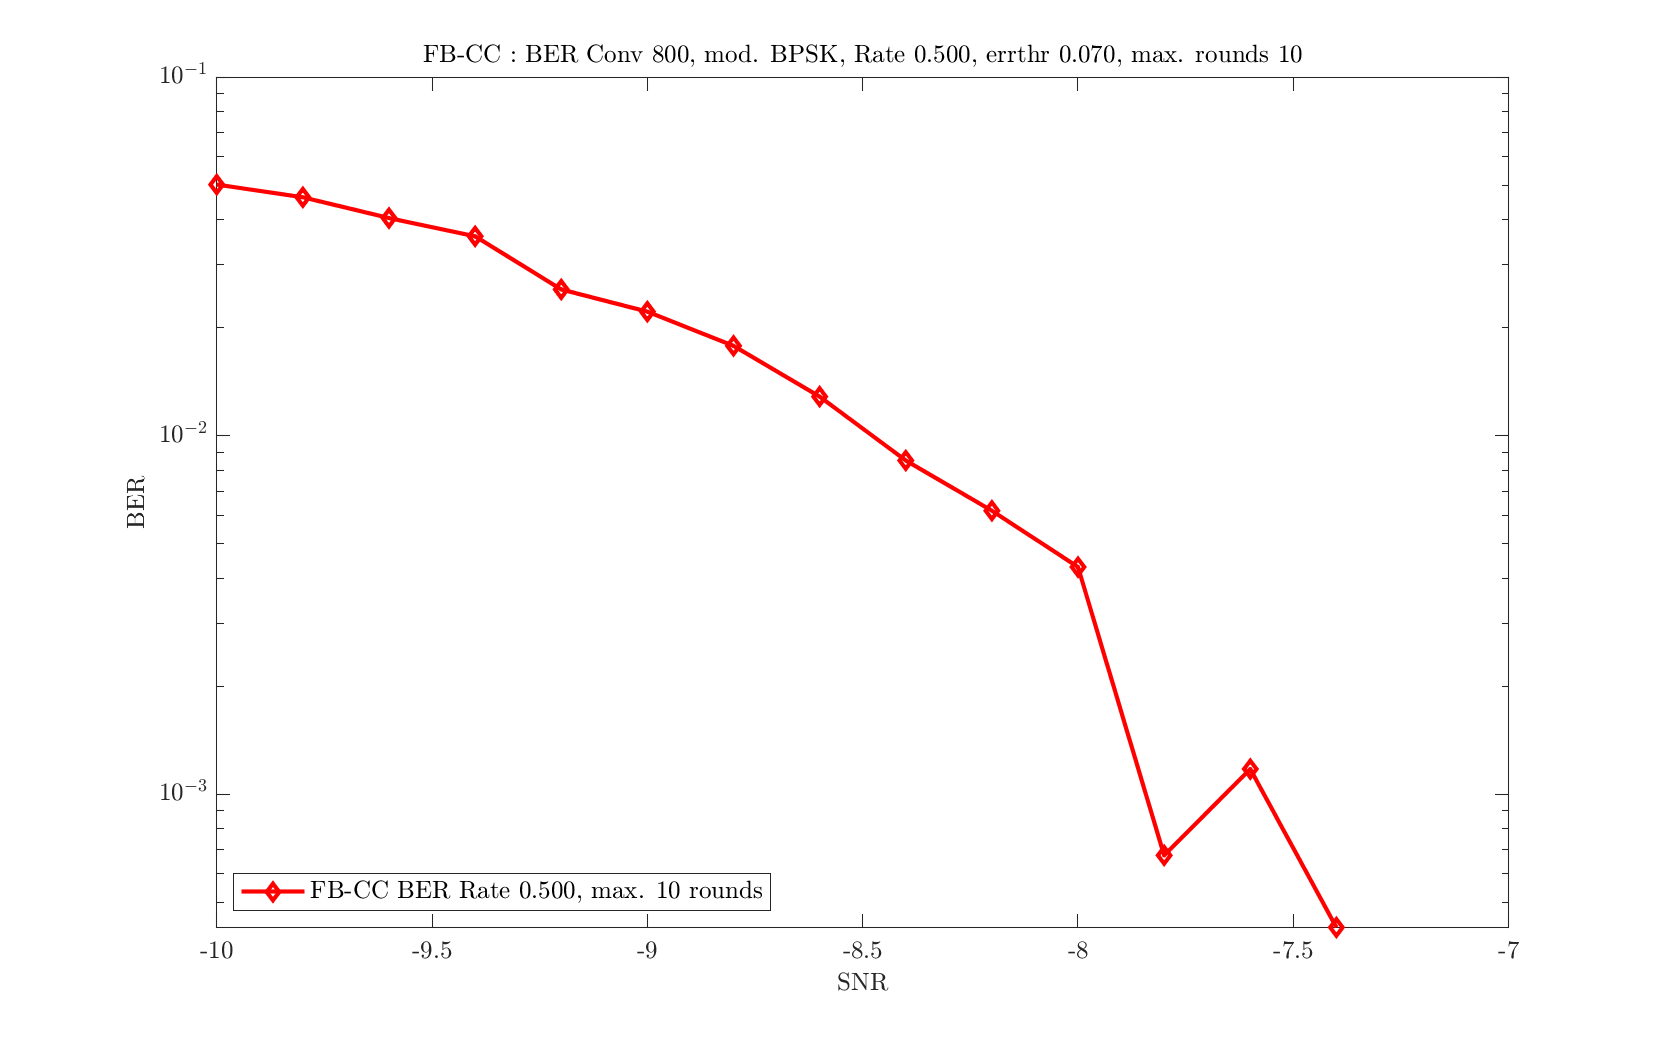 FB-CC : BER Conv 800, mod. BPSK, Rate 0.500, errthr 0.070, max. rounds 10
10^{-1}
10^{-2}
10^{-3}
BER
FB-CC BER Rate 0.500, max. 10 rounds
-10 -9.5 -9 -8.5 -8 -7.5 -7
SNR